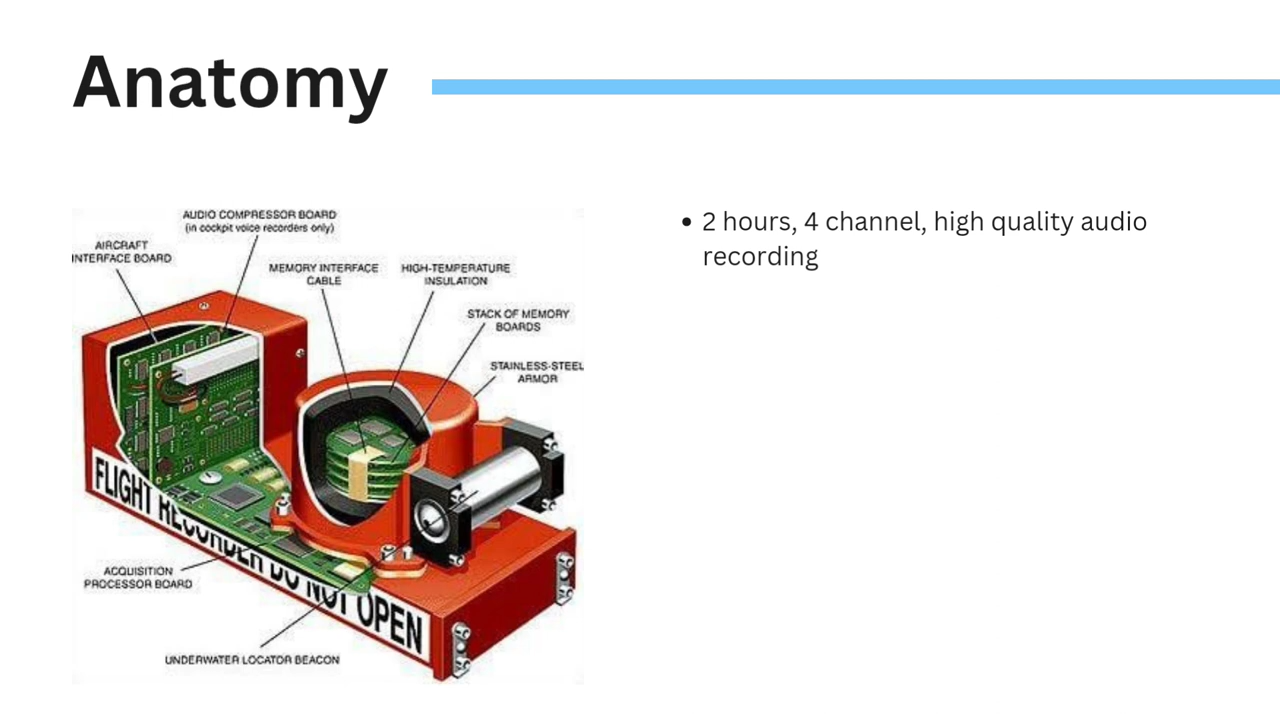 Anatomy
AUDIO COMPRESSOR BOARD
(in cockpit voice recorders only)
AIRCRAFT
INTERFACE BOARD
MEMORY INTERFACE
CABLE
HIGH-TEMPERATURE
INSULATION
STACK OF MEMORY
BOARDS
STAINLESS-STEEL
ARMOR
FLIGHT RECORDER DO NOT OPEN
ACQUISITION
PROCESSOR BOARD
UNDERWATER LOCATOR BEACON
• 2 hours, 4 channel, high quality audio
recording